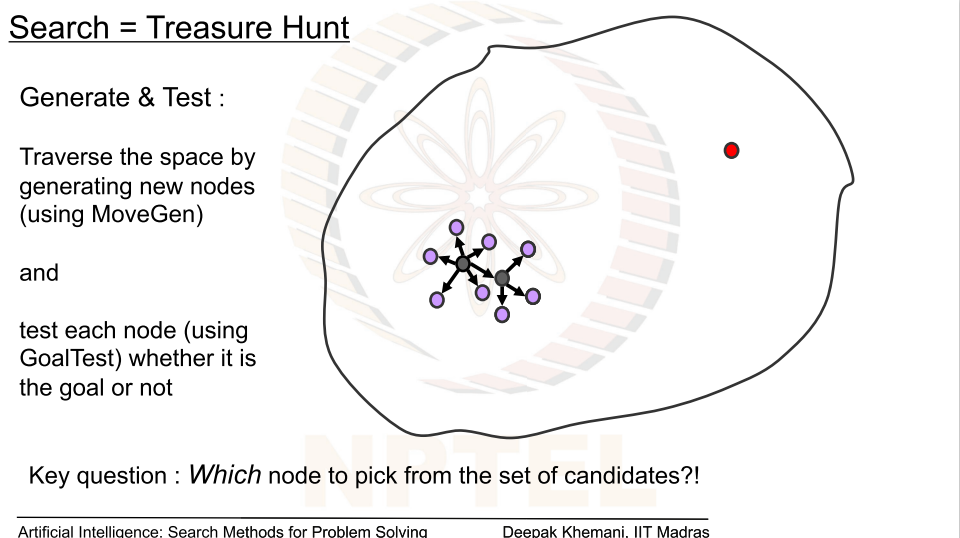 Search = Treasure Hunt
Generate & Test :
Traverse the space by
generating new nodes
(using MoveGen)
and
test each node (using
GoalTest) whether it is
the goal or not
NPTEL
Key question : Which node to pick from the set of candidates?!
Artificial Intelligence: Search Methods for Problem Solving
Deepak Khemani, IIT Madras